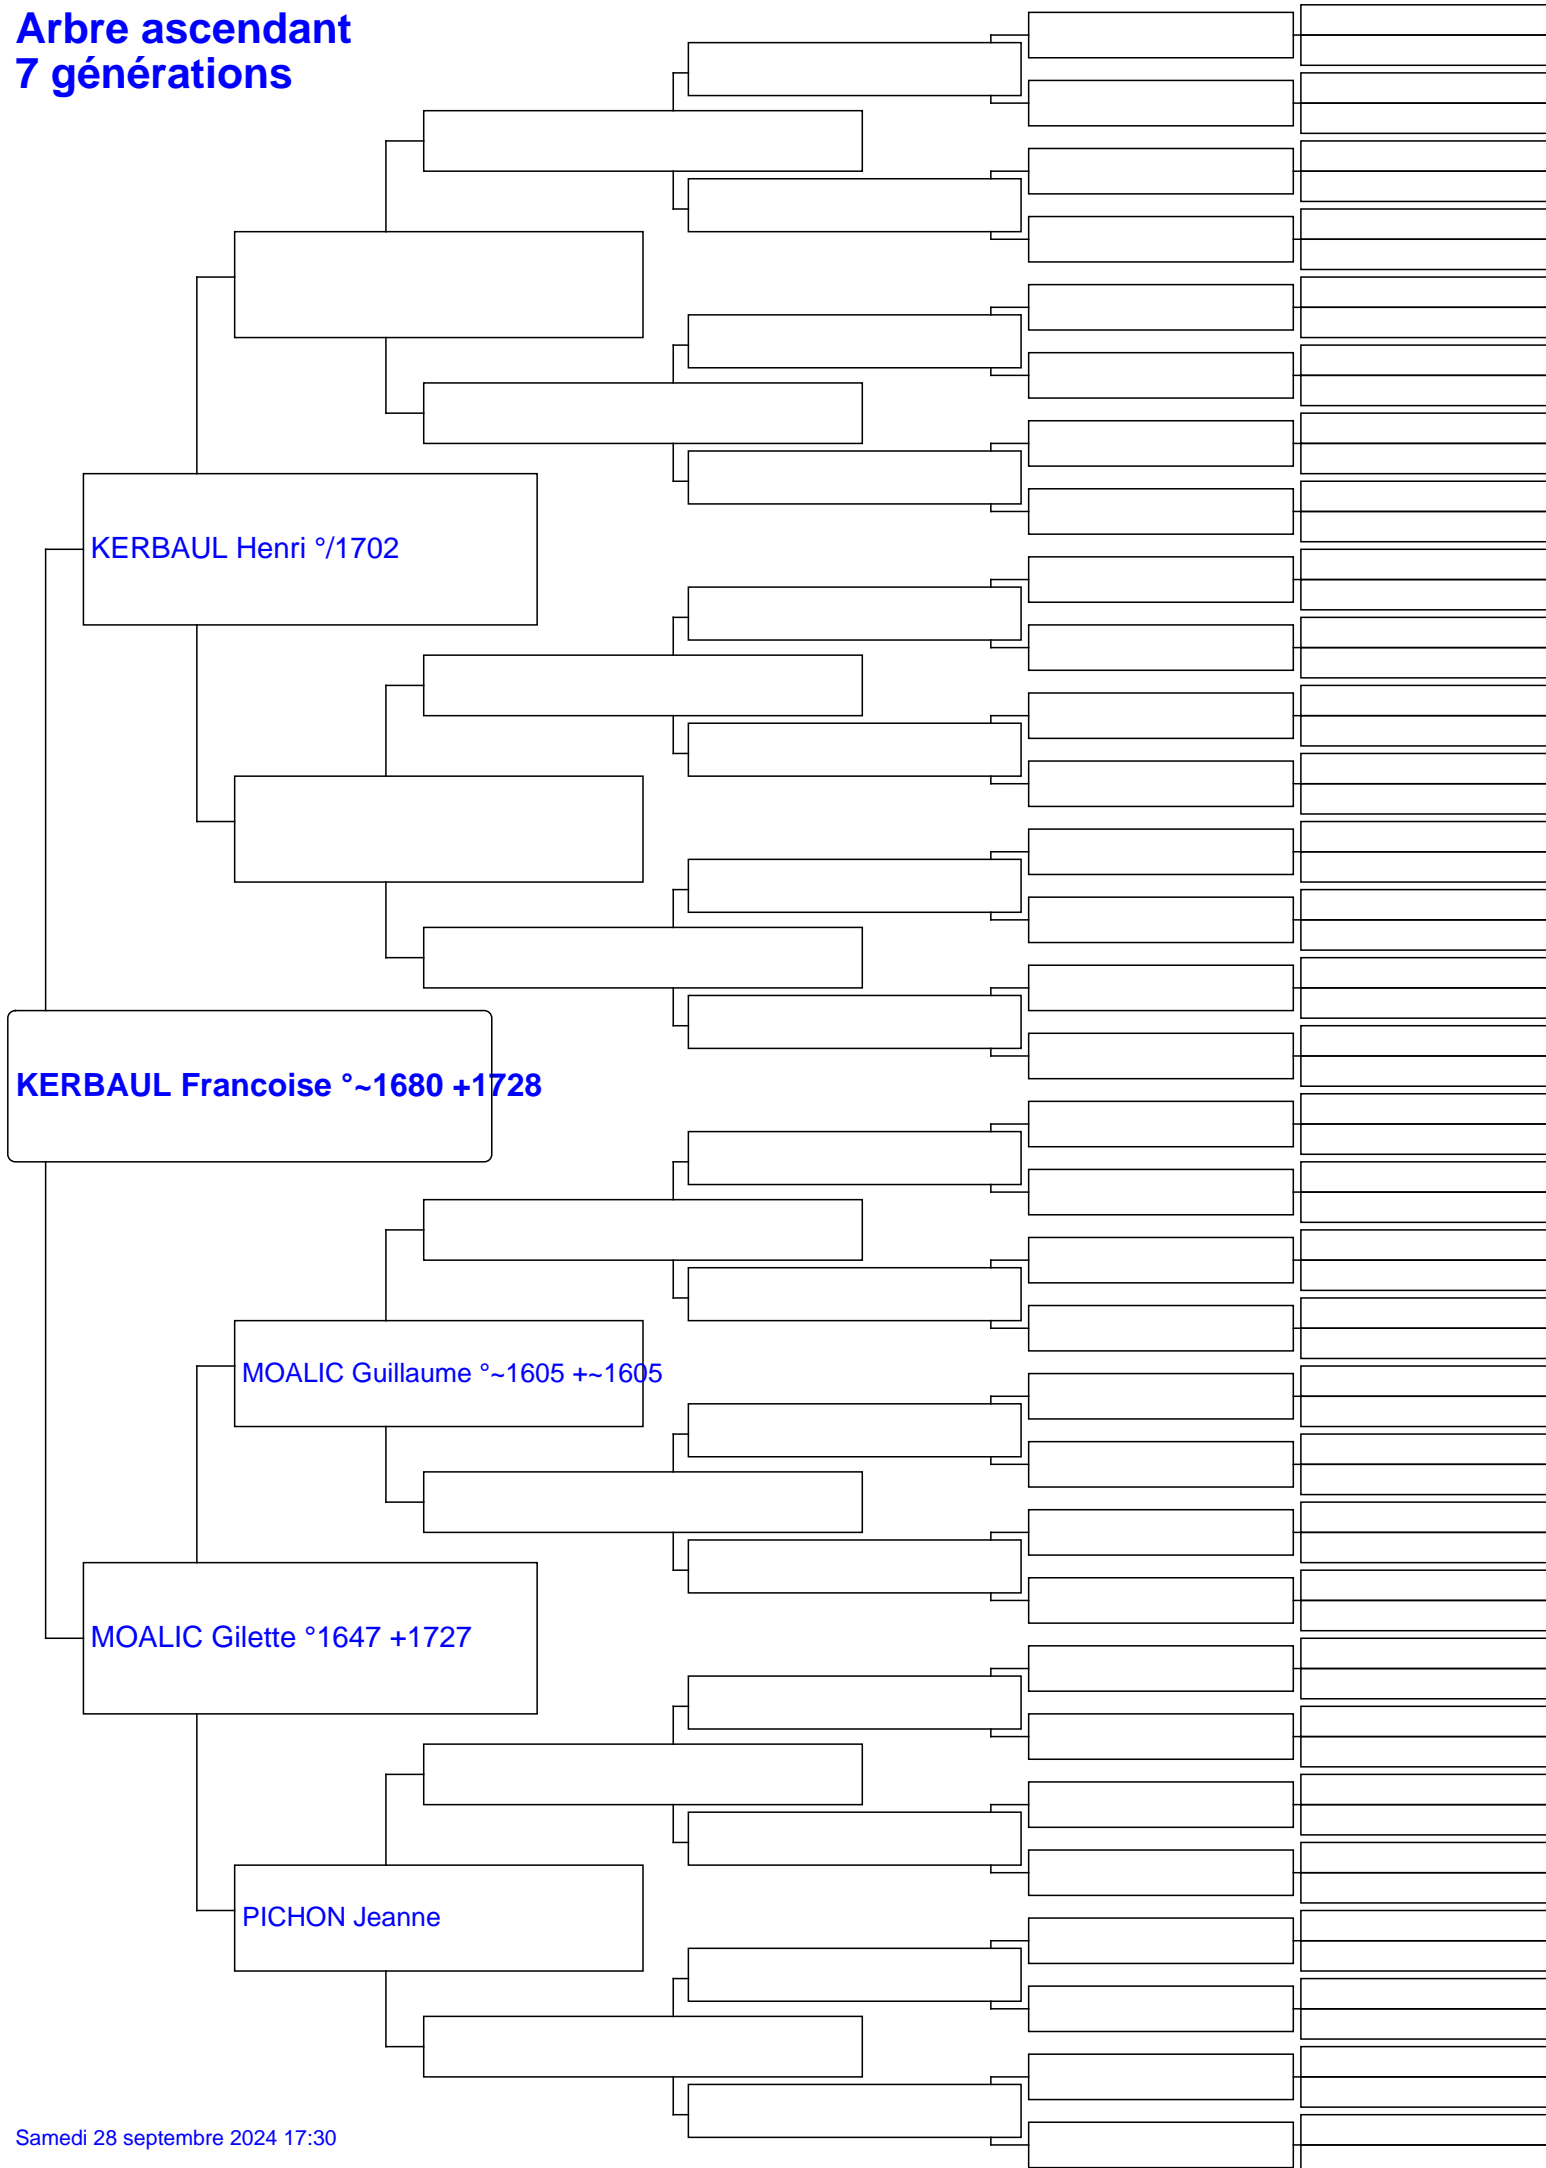 Arbre ascendant
7 générations
KERBAUL Henri °/1702
KERBAUL Francoise °~1680 +1728
MOALIC Guillaume °~1605 +~1605
MOALIC Gilette °1647 +1727
PICHON Jeanne
Samedi 28 septembre 2024 17:30